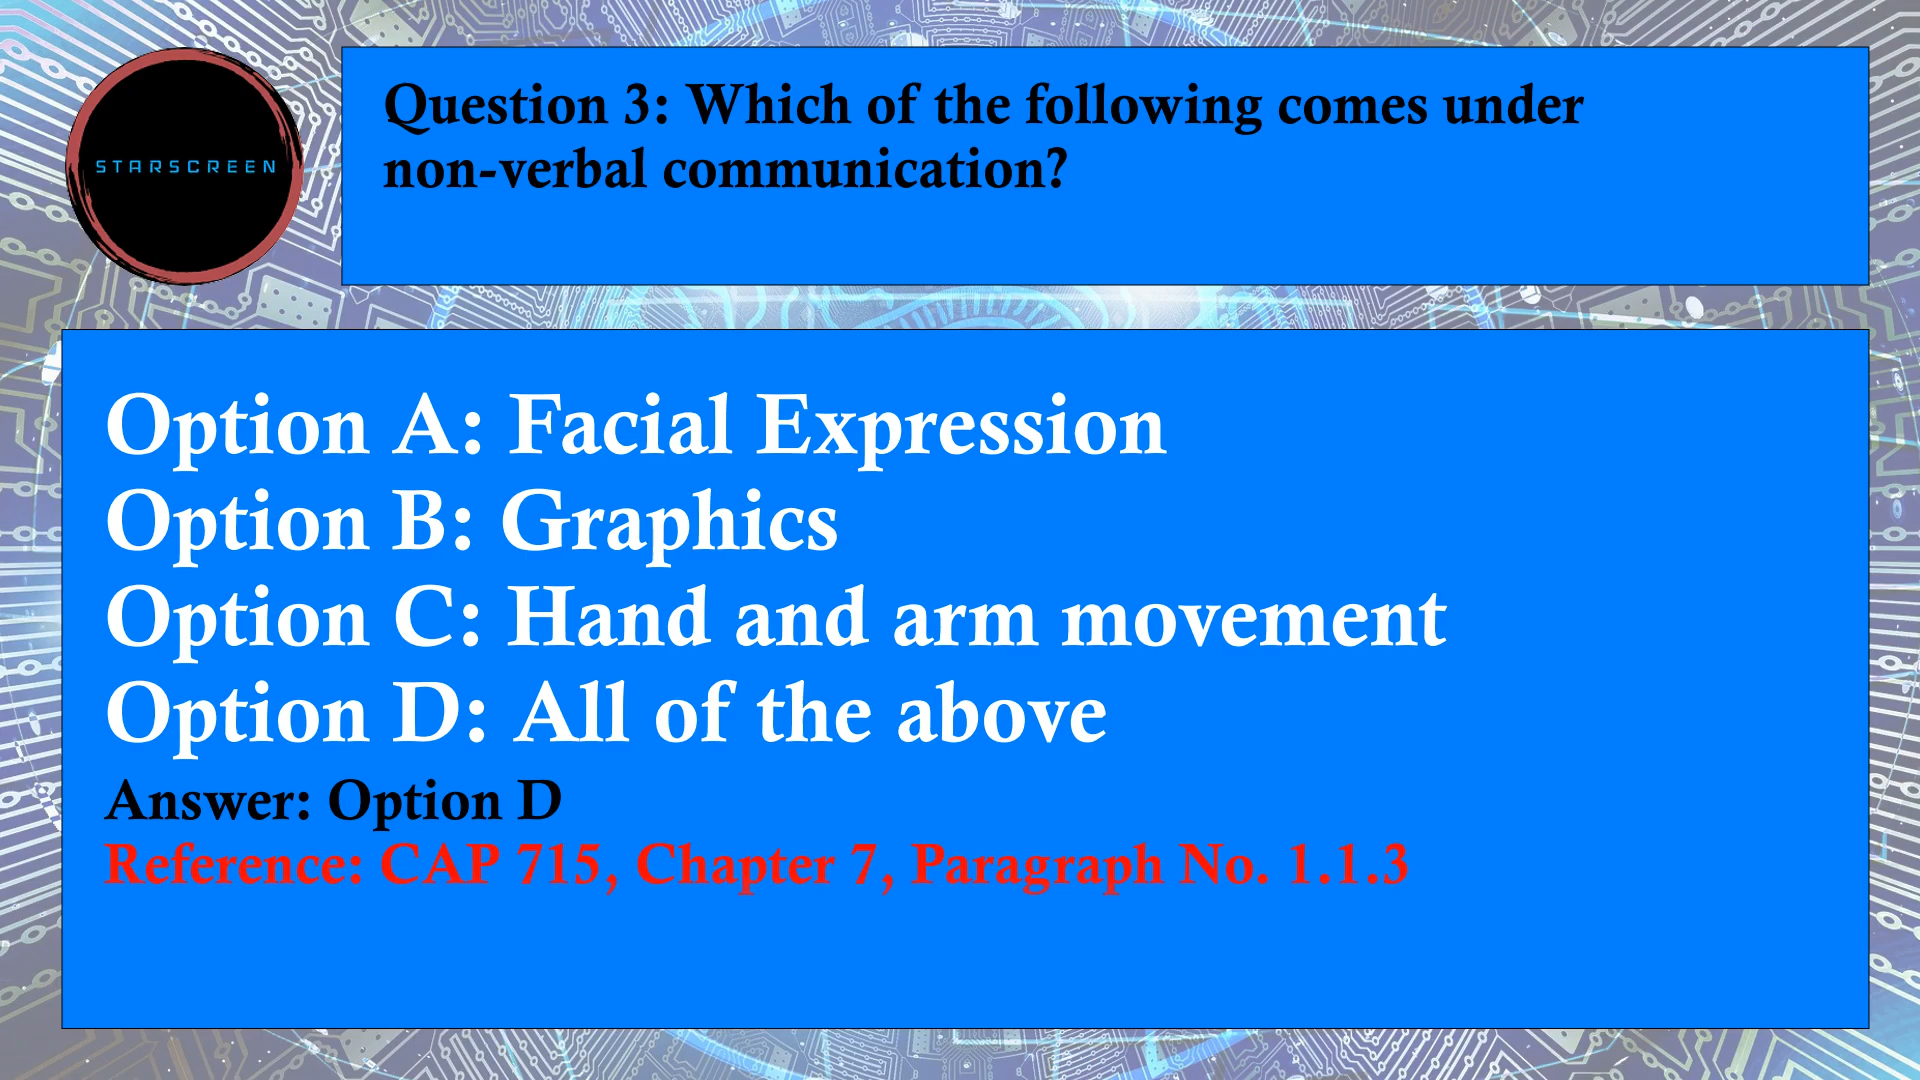 STARSCREEN
Question 3: Which of the following comes under
non-verbal communication?
Option A: Facial Expression
Option B: Graphics
Option C: Hand and arm movement
Option D: All of the above
Answer: Option D
Reference: CAP 715, Chapter 7, Paragraph No. 1.1.3